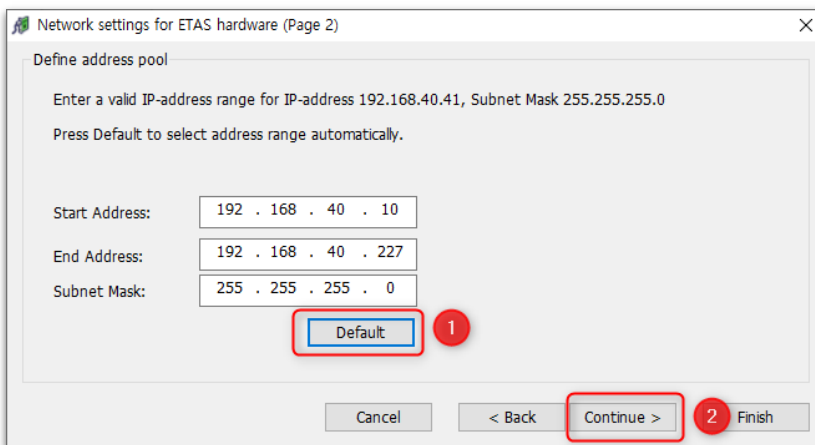 Network settings for ETAS hardware (Page 2)
Define address pool
Enter a valid IP-address range for IP-address 192.168.40.41, Subnet Mask 255.255.255.0
Press Default to select address range automatically.
Start Address: 192 . 168 . 40 . 10
End Address: 192 . 168 . 40 . 227
Subnet Mask: 255 . 255 . 255 . 0
Default 1
Cancel < Back Continue > 2 Finish